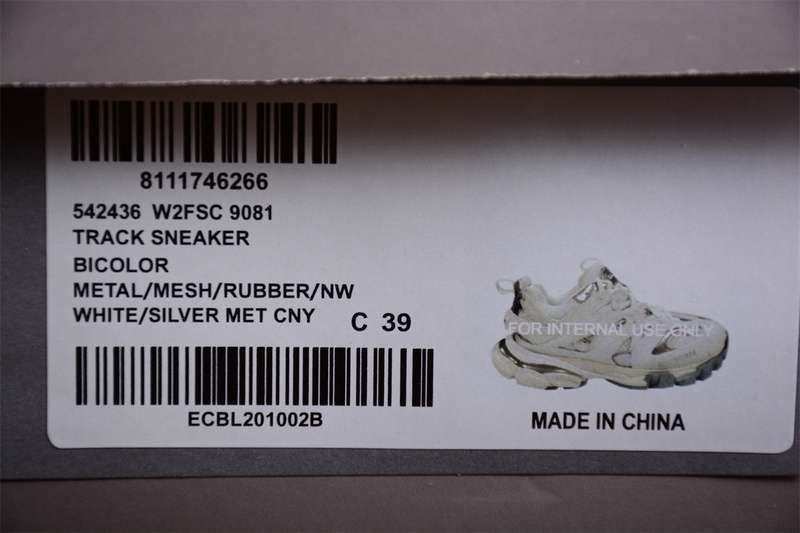 8111746266
542436 W2FSC 9081
TRACK SNEAKER
BICOLOR
METAL/MESH/RUBBER/NW
WHITE/SILVER MET CNY C 39
FOR INTERNAL USE ONLY
ECBL201002B
MADE IN CHINA